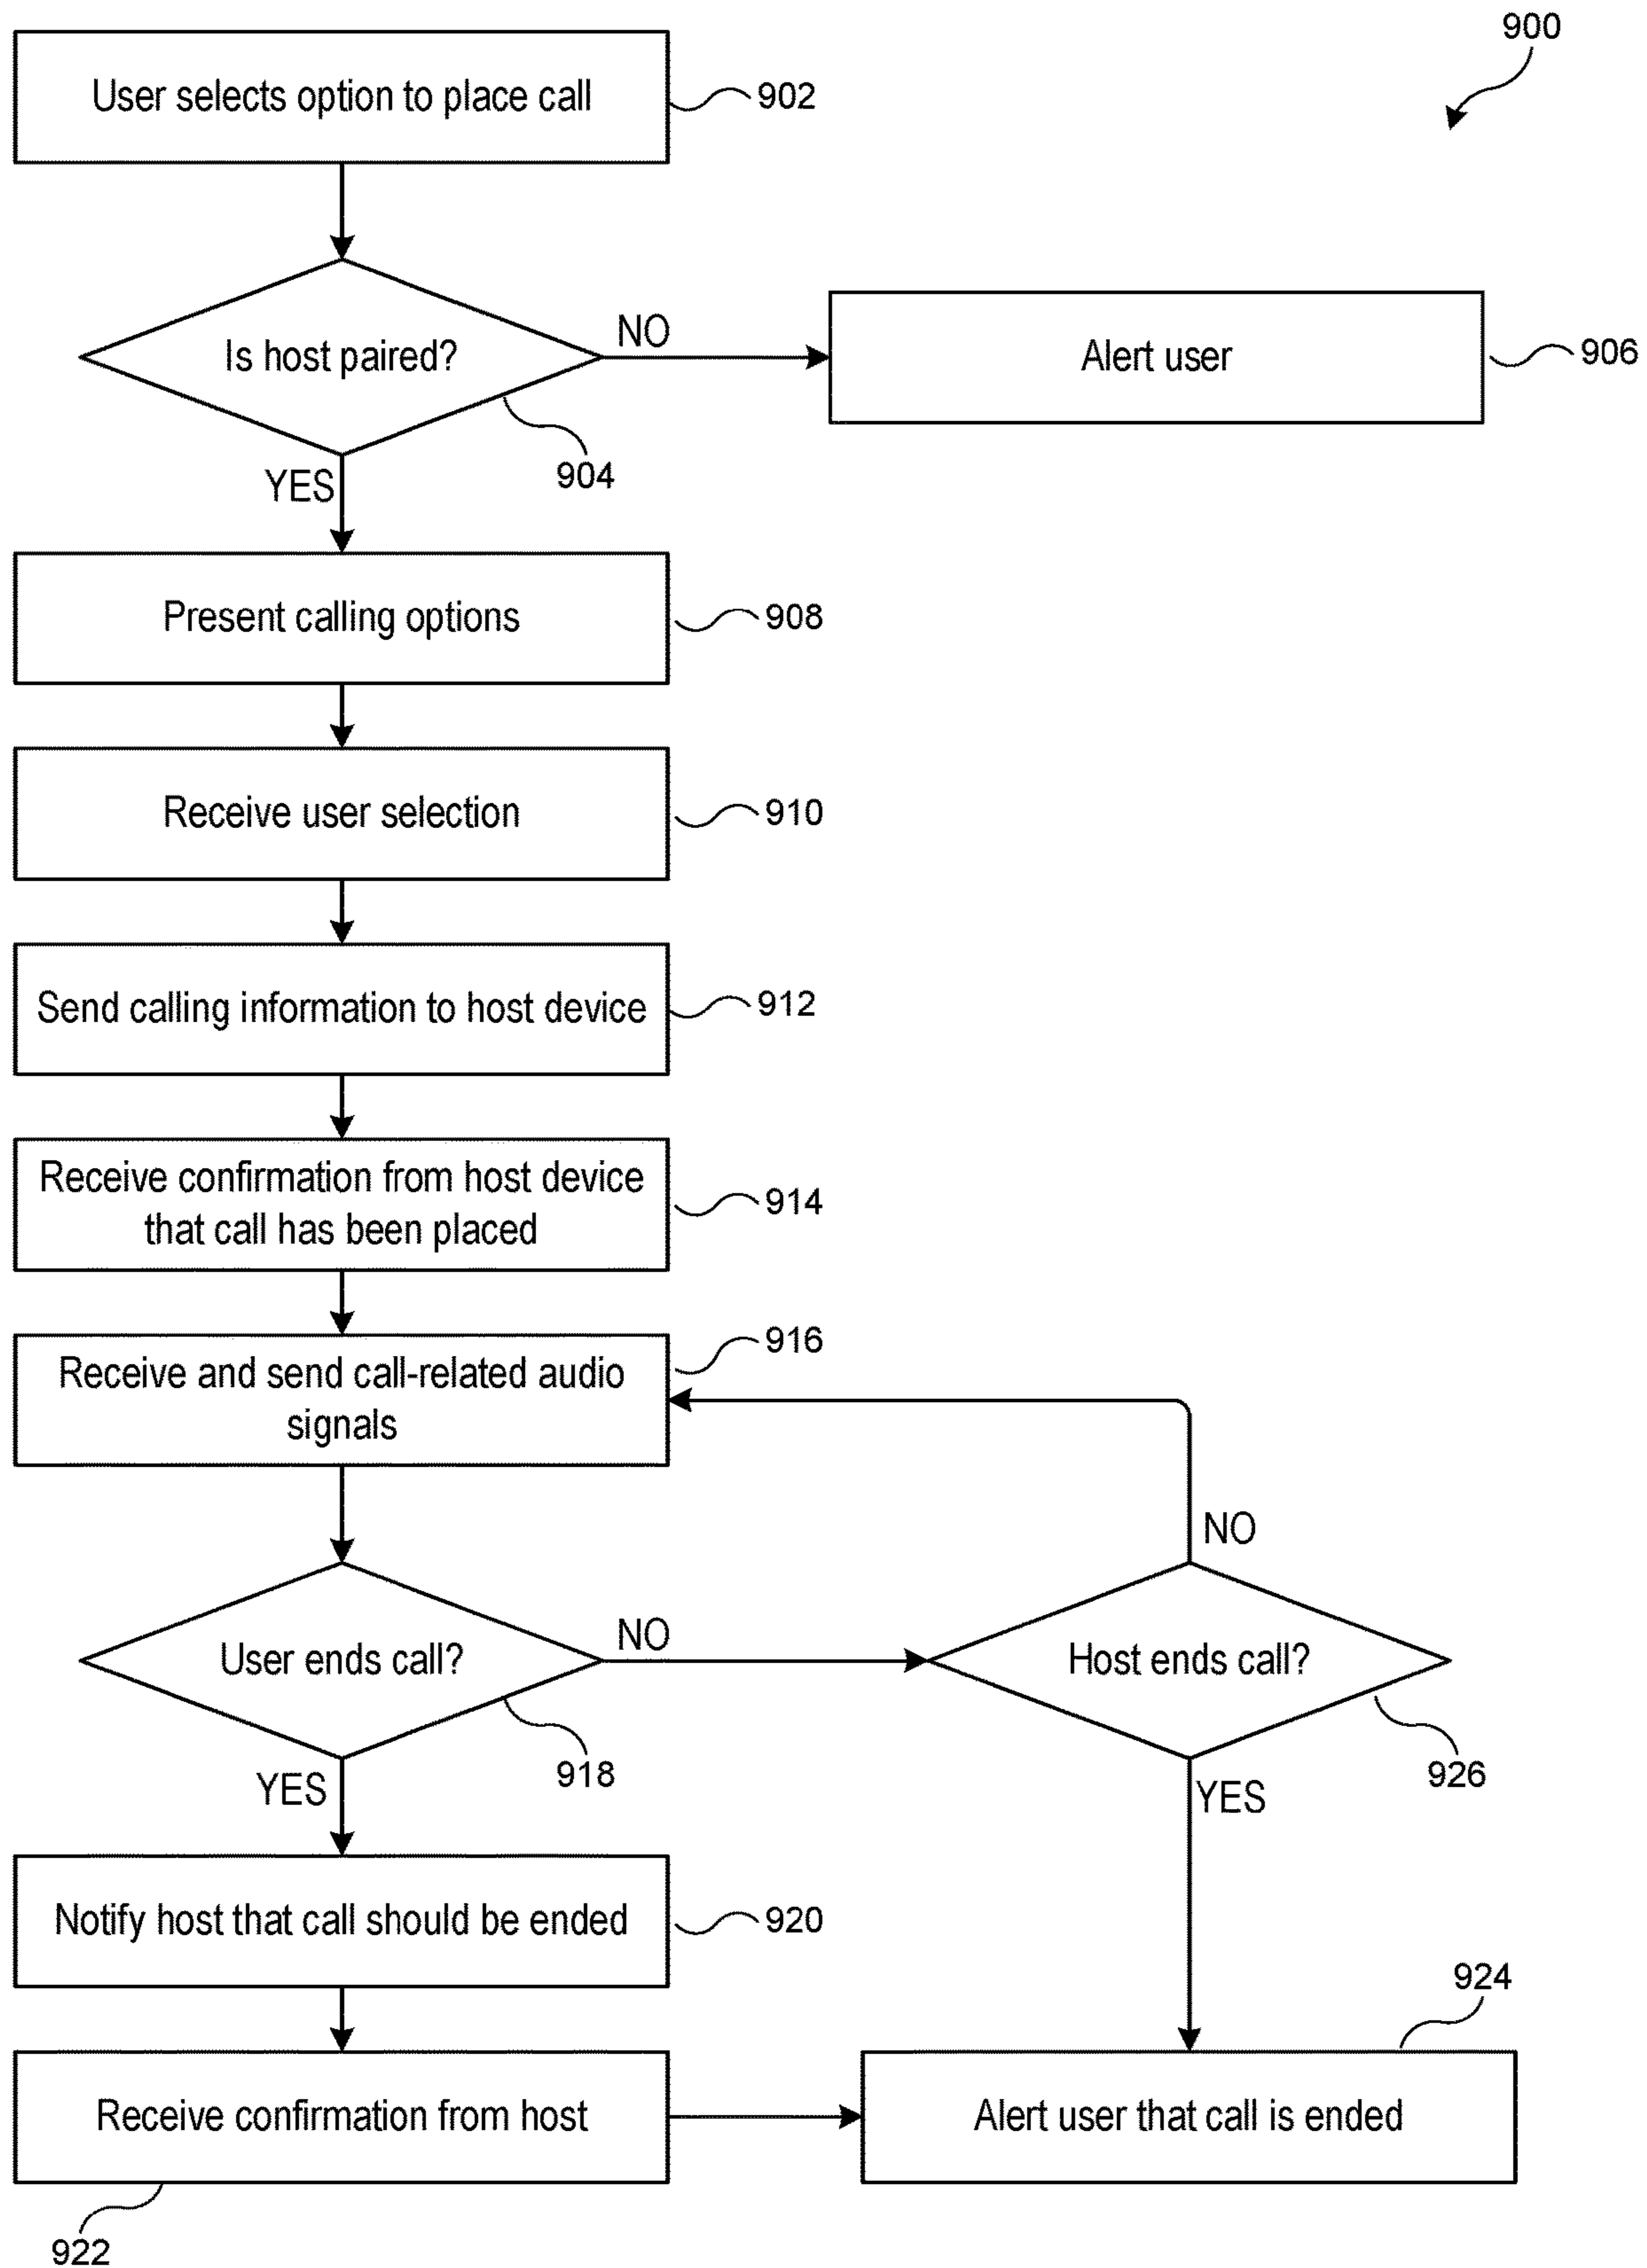 900
User selects option to place call
902
Is host paired?
NO
904
YES
Alert user
906
Present calling options
908
Receive user selection
910
Send calling information to host device
912
Receive confirmation from host device
that call has been placed
914
Receive and send call-related audio
signals
916
User ends call?
NO
918
YES
Host ends call?
NO
926
YES
Notify host that call should be ended
920
Receive confirmation from host
922
Alert user that call is ended
924